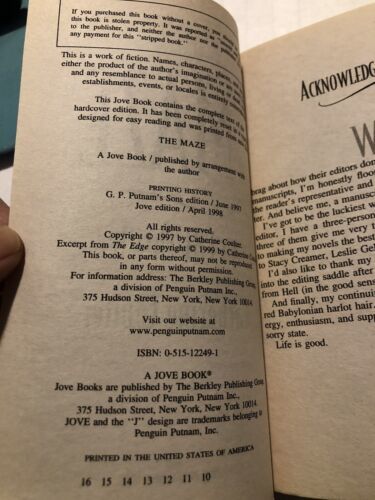 If you purchased this book without a cover, you should
this book is stolen property. It was reported as
to the publisher, and neither the author nor the
any payment for this "stripped book."
This is a work of fiction. Names, characters, places,
either the product of the author's imagination or are
and any resemblance to actual persons, living or
establishments, events, or locales is entirely
This Jove Book contains the complete text of the
hardcover edition. It has been completely reset in a
designed for easy reading and was printed from
THE MAZE
A Jove Book / published by arrangement with
the author
PRINTING HISTORY
G. P. Putnam's Sons edition / June 1997
Jove edition / April 1998
All rights reserved.
Copyright © 1997 by Catherine Coulter.
Excerpt from The Edge copyright © 1999 by Catherine
This book, or parts thereof, may not be reproduced
in any form without permission.
For information address: The Berkley Publishing Group,
a division of Penguin Putnam Inc.,
375 Hudson Street, New York, New York 10014.
Visit our website at
www.penguinputnam.com
ISBN: 0-515-12249-1
A JOVE BOOK®
Jove Books are published by The Berkley Publishing Group,
a division of Penguin Putnam Inc.,
375 Hudson Street, New York, New York 10014.
JOVE and the "J" design are trademarks belonging to
Penguin Putnam, Inc.
PRINTED IN THE UNITED STATES OF AMERICA
16 15 14 13 12 11 10
ACKNOWLEDG
W
brag about how their editors don
manuscripts, I'm honestly floo
the reader's representative and
ter. And believe me, a manus
I've got to be the luckiest w
editor, I have a three-per
three of them give me very
to making my novels the best
to Stacy Creamer, Leslie Gel
I'd also like to thank my
into the editing saddle after
from Hell (in the good sens
And finally, my continui
red Babylonian harlot hair.
ergy, enthusiasm, and supp
sorry state.
Life is good.